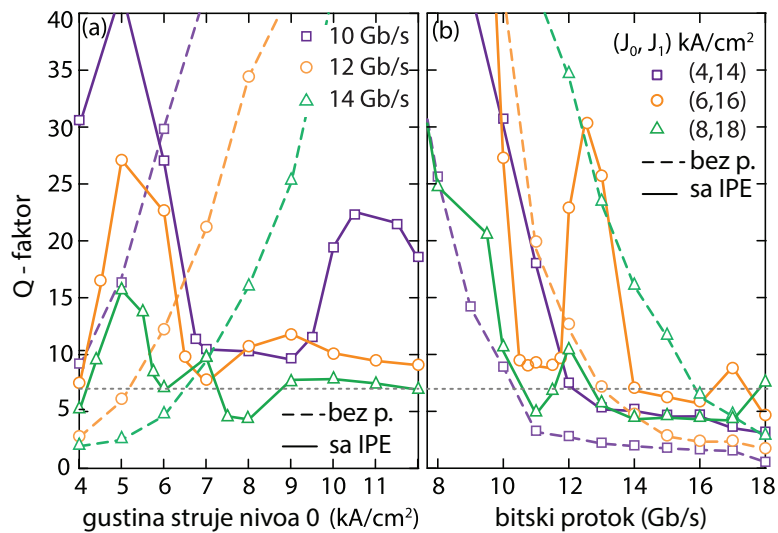 (a)
10 Gb/s
12 Gb/s
14 Gb/s
bez p.
sa IPE
Q - faktor
40
35
30
25
20
15
10
5
0
4 5 6 7 8 9 10 11
gustina struje nivoa 0 (kA/cm²)
(b)
(J₀, J₁) kA/cm²
(4,14)
(6,16)
(8,18)
bez p.
sa IPE
8 10 12 14 16 18
bitski protok (Gb/s)